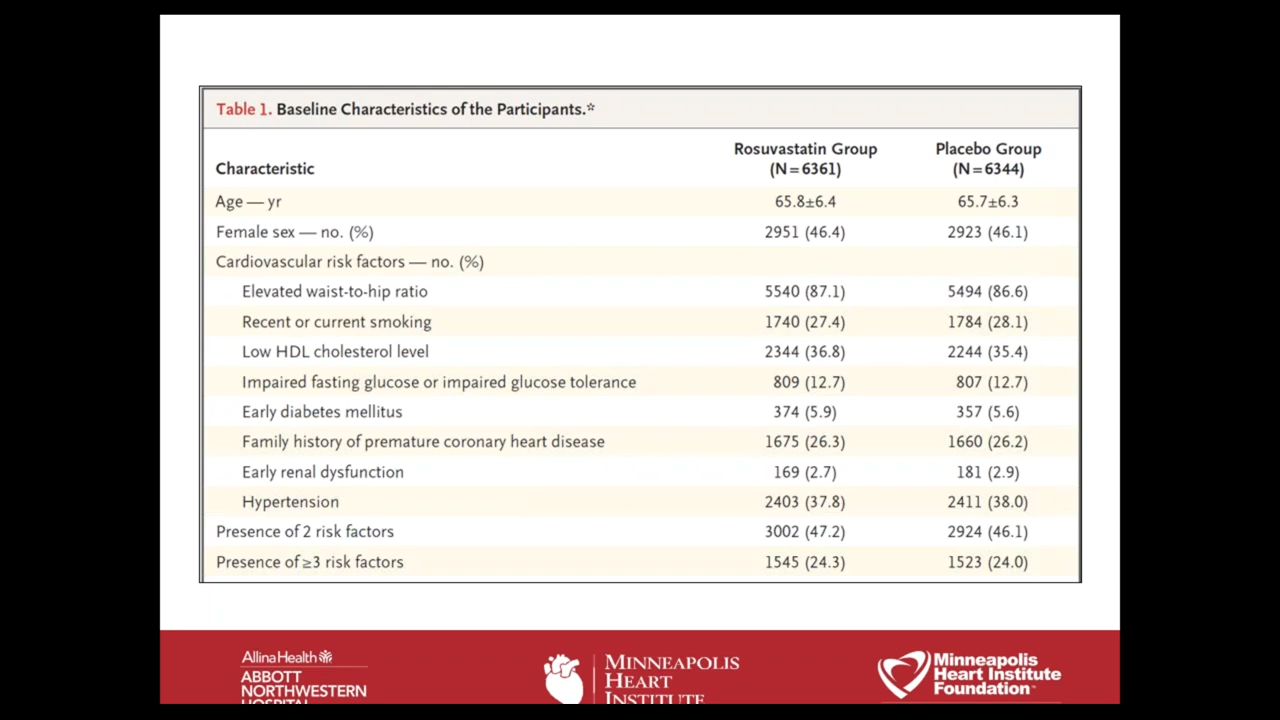 Table 1. Baseline Characteristics of the Participants.☆
Characteristic Rosuvastatin Group (N=6361) Placebo Group (N=6344)
Age — yr 65.8±6.4 65.7±6.3
Female sex — no. (%) 2951 (46.4) 2923 (46.1)
Cardiovascular risk factors — no. (%)
Elevated waist-to-hip ratio 5540 (87.1) 5494 (86.6)
Recent or current smoking 1740 (27.4) 1784 (28.1)
Low HDL cholesterol level 2344 (36.8) 2244 (35.4)
Impaired fasting glucose or impaired glucose tolerance 809 (12.7) 807 (12.7)
Early diabetes mellitus 374 (5.9) 357 (5.6)
Family history of premature coronary heart disease 1675 (26.3) 1660 (26.2)
Early renal dysfunction 169 (2.7) 181 (2.9)
Hypertension 2403 (37.8) 2411 (38.0)
Presence of 2 risk factors 3002 (47.2) 2924 (46.1)
Presence of ≥3 risk factors 1545 (24.3) 1523 (24.0)
Allina Health
ABBOTT
NORTHWESTERN
HOSPITAL
MINNEAPOLIS
HEART
INSTITUTE
Minneapolis
Heart Institute
Foundation™